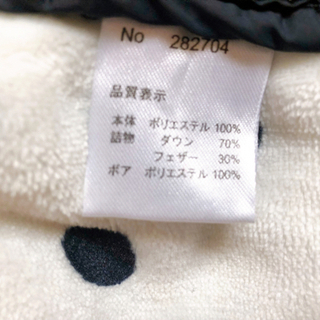 No 282704
品質表示
本体 ポリエステル 100%
詰物 ダウン 70%
フェザー 30%
ボア ポリエステル 100%